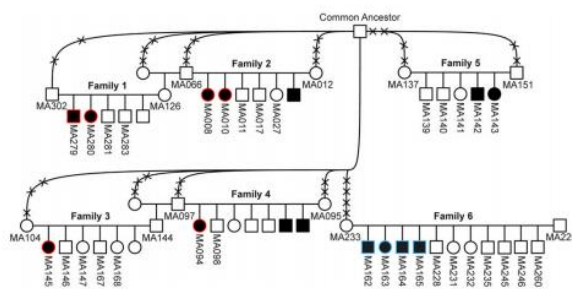 Common Ancestor
Family 1
Family 2
Family 5
MA302
MA126
MA066
MA012
MA137
MA151
MA279
MA280
MA281
MA283
MA008
MA010
MA011
MA017
MA027
MA139
MA140
MA141
MA142
MA143
Family 3
Family 4
Family 6
MA104
MA144
MA097
MA095
MA233
MA22
MA145
MA146
MA147
MA167
MA168
MA094
MA098
MA162
MA163
MA164
MA165
MA228
MA231
MA232
MA235
MA245
MA246
MA260